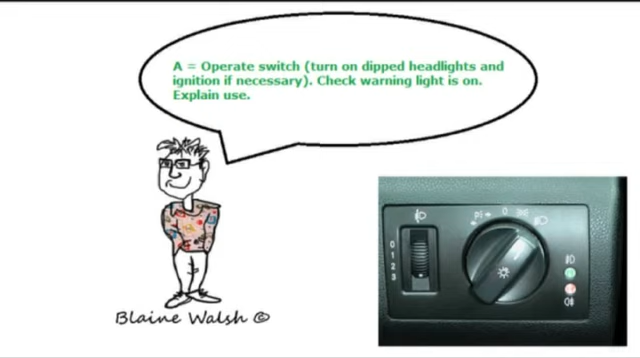 A = Operate switch (turn on dipped headlights and
ignition if necessary). Check warning light is on.
Explain use.
Blaine Walsh ©
0
1
2
3
P
0